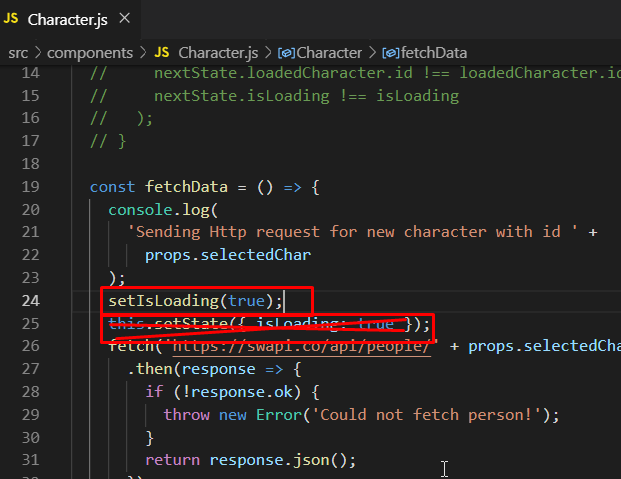 JS Character.js ×
src > components > JS Character.js > Character > fetchData
14 // nextState.loadedCharacter.id !== loadedCharacter.id
15 // nextState.isLoading !== isLoading
16 // );
17 // }
18
19 const fetchData = () => {
20 console.log(
21 'Sending Http request for new character with id ' +
22 props.selectedChar
23 );
24 setIsLoading(true);
25 this.setState({ isLoading: true });
26 fetch('https://swapi.co/api/people/' + props.selectedCha
27 .then(response => {
28 if (!response.ok) {
29 throw new Error('Could not fetch person!');
30 }
31 return response.json();